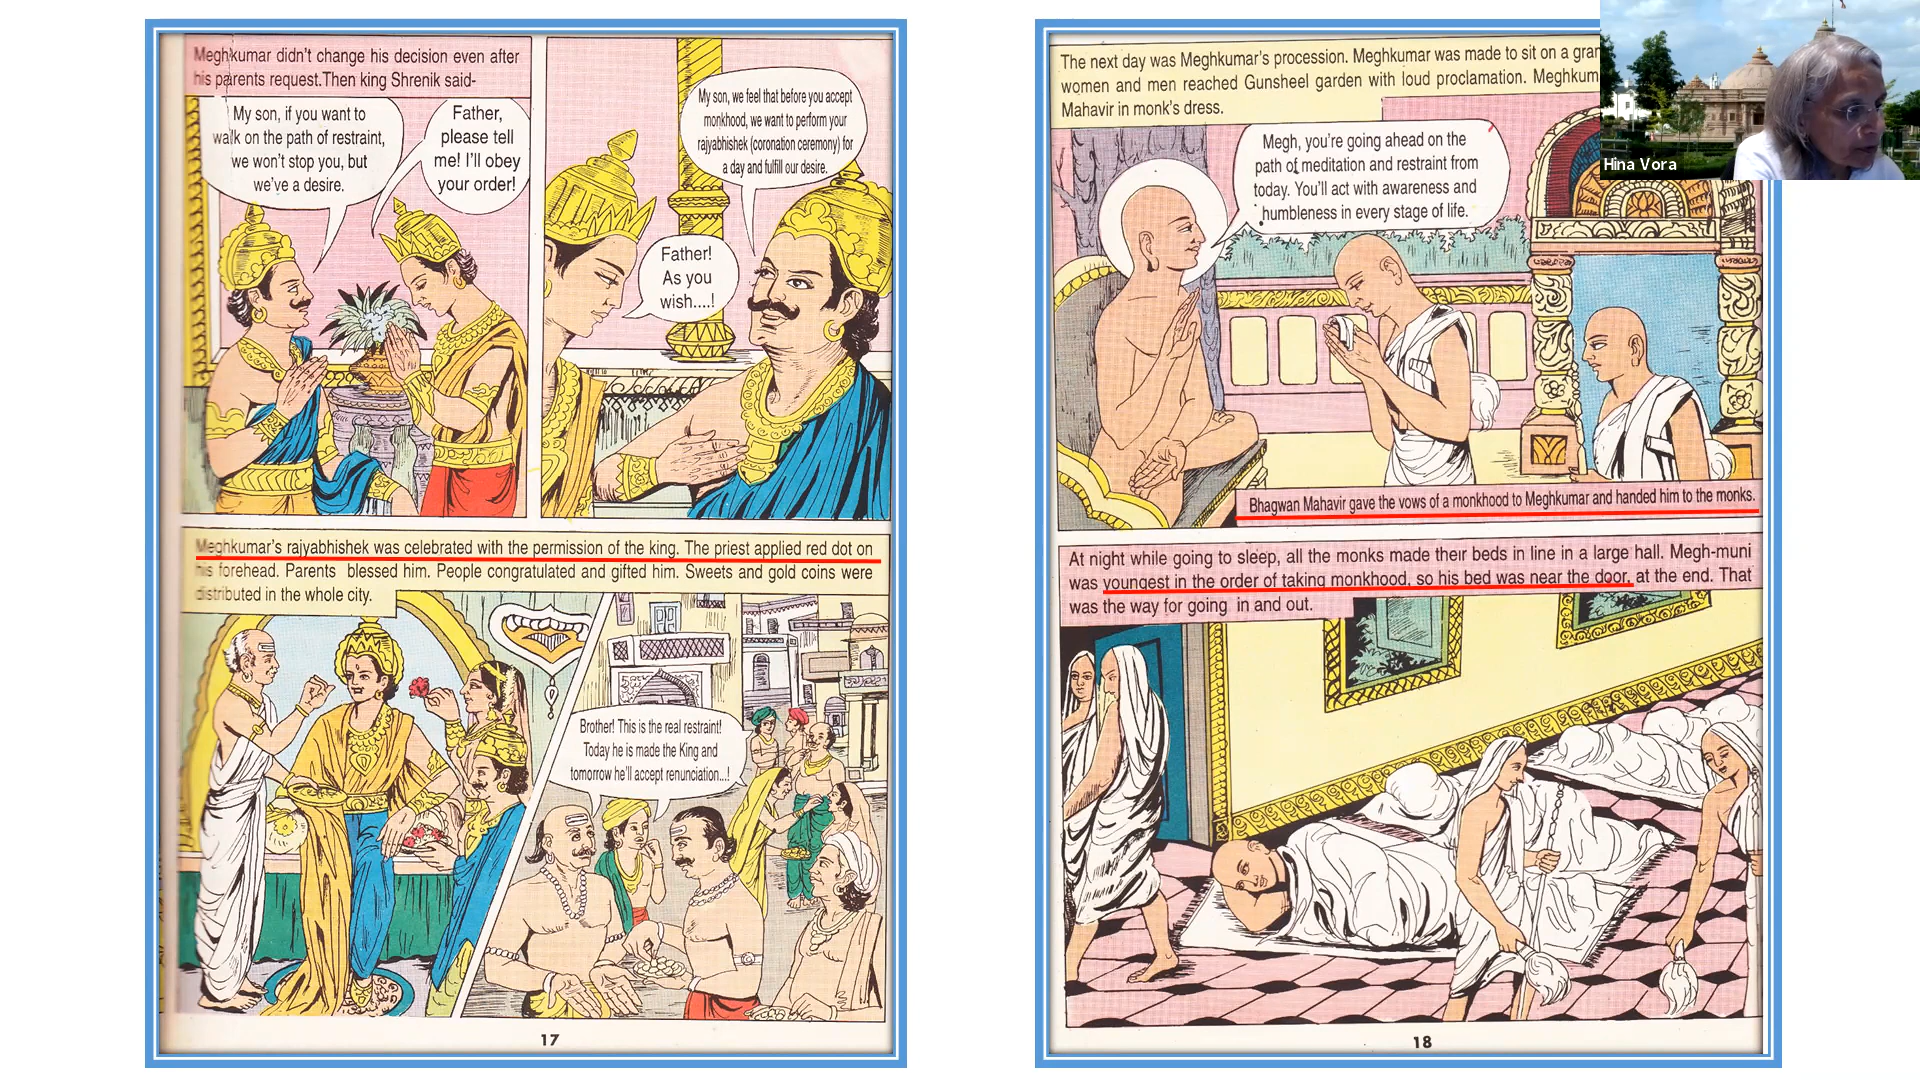 Meghkumar didn't change his decision even after
his parents request.Then king Shrenik said-
My son, if you want to
walk on the path of restraint,
we won't stop you, but
we've a desire.
Father,
please tell
me! I'll obey
your order!
My son, we feel that before you accept
monkhood, we want to perform your
rajyabhishek (coronation ceremony) for
a day and fulfill our desire.
Father!
As you
wish....!
Meghkumar's rajyabhishek was celebrated with the permission of the king. The priest applied red dot on
his forehead. Parents blessed him. People congratulated and gifted him. Sweets and gold coins were
distributed in the whole city.
Brother! This is the real restraint!
Today he is made the King and
tomorrow he'll accept renunciation...!
17
The next day was Meghkumar's procession. Meghkumar was made to sit on a
women and men reached Gunsheel garden with loud proclamation.
Mahavir in monk's dress.
Megh, you're going ahead on the
path of meditation and restraint from
today. You'll act with awareness and
humbleness in every stage of life.
Bhagwan Mahavir gave the vows of a monkhood to Meghkumar and handed him to the monks.
At night while going to sleep, all the monks made their beds in line in a large hall. Megh-muni
was youngest in the order of taking monkhood, so his bed was near the door, at the end. That
was the way for going in and out.
18
Hina Vora